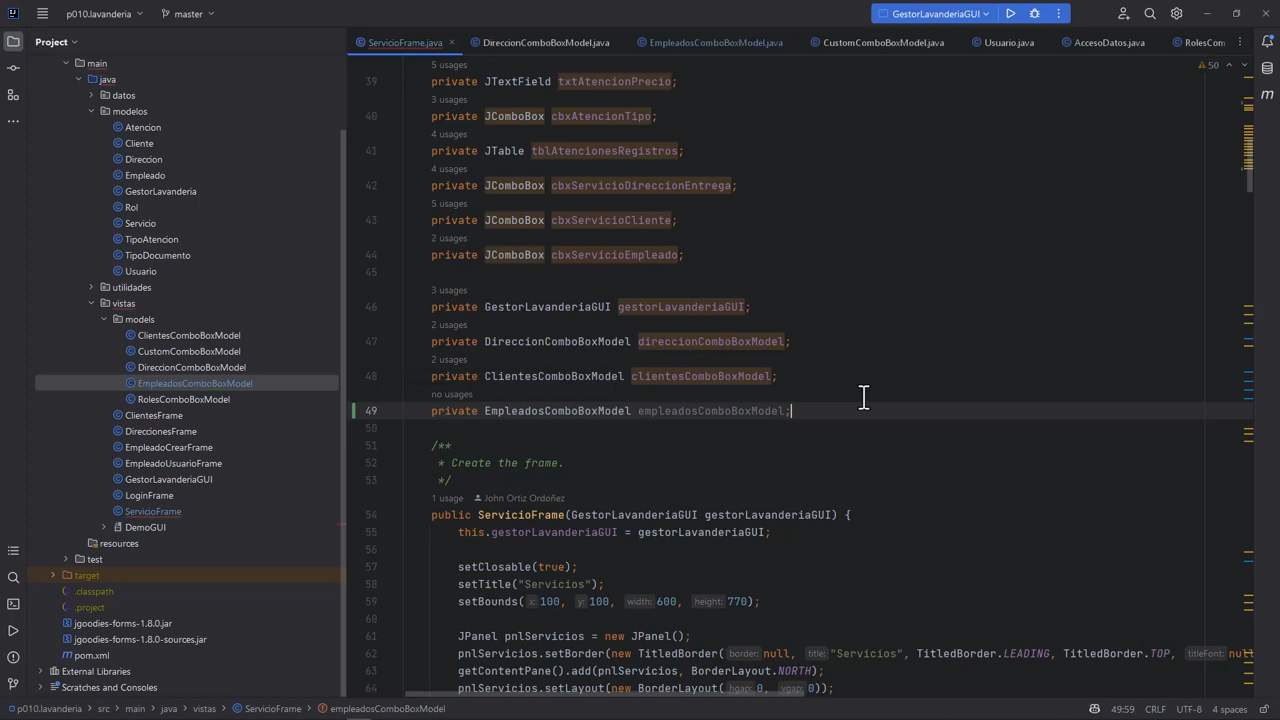 p010.lavanderia
master
GestorLavanderiaGUI
Project
ServicioFrame.java
DireccionComboBoxModel.java
EmpleadosComboBoxModel.java
CustomComboBoxModel.java
Usuario.java
AccesoDatos.java
RolesCom
main
java
datos
modelos
Atencion
Cliente
Direccion
Empleado
GestorLavanderia
Rol
Servicio
TipoAtencion
TipoDocumento
Usuario
utilidades
vistas
models
ClientesComboBoxModel
CustomComboBoxModel
DireccionComboBoxModel
EmpleadosComboBoxModel
RolesComboBoxModel
ClientesFrame
DireccionesFrame
EmpleadoCrearFrame
EmpleadoUsuarioFrame
GestorLavanderiaGUI
LoginFrame
ServicioFrame
DemoGUI
resources
test
target
.classpath
.project
jgoodies-forms-1.8.0.jar
jgoodies-forms-1.8.0-sources.jar
pom.xml
External Libraries
Scratches and Consoles
50
5 usages
39 private JTextField txtAtencionPrecio;
3 usages
40 private JComboBox cbxAtencionTipo;
4 usages
41 private JTable tblAtencionesRegistros;
4 usages
42 private JComboBox cbxServicioDireccionEntrega;
5 usages
43 private JComboBox cbxServicioCliente;
2 usages
44 private JComboBox cbxServicioEmpleado;
45
3 usages
46 private GestorLavanderiaGUI gestorLavanderiaGUI;
2 usages
47 private DireccionComboBoxModel direccionComboBoxModel;
2 usages
48 private ClientesComboBoxModel clientesComboBoxModel;
no usages
49 private EmpleadosComboBoxModel empleadosComboBoxModel;
50
51 /**
52 * Create the frame.
53 */
1 usage John Ortiz Ordoñez
54 public ServicioFrame(GestorLavanderiaGUI gestorLavanderiaGUI) {
55 this.gestorLavanderiaGUI = gestorLavanderiaGUI;
56
57 setClosable(true);
58 setTitle("Servicios");
59 setBounds( x: 100, y: 100, width: 600, height: 770);
60
61 JPanel pnlServicios = new JPanel();
62 pnlServicios.setBorder(new TitledBorder( border: null, title: "Servicios", TitledBorder.LEADING, TitledBorder.TOP, titleFont: null
63 getContentPane().add(pnlServicios, BorderLayout.NORTH);
64 pnlServicios.setLayout(new BorderLayout( hgap: 0, vgap: 0));
p010.lavanderia > src > main > java > vistas > ServicioFrame > empleadosComboBoxModel
49:59 CRLF UTF-8 4 spaces